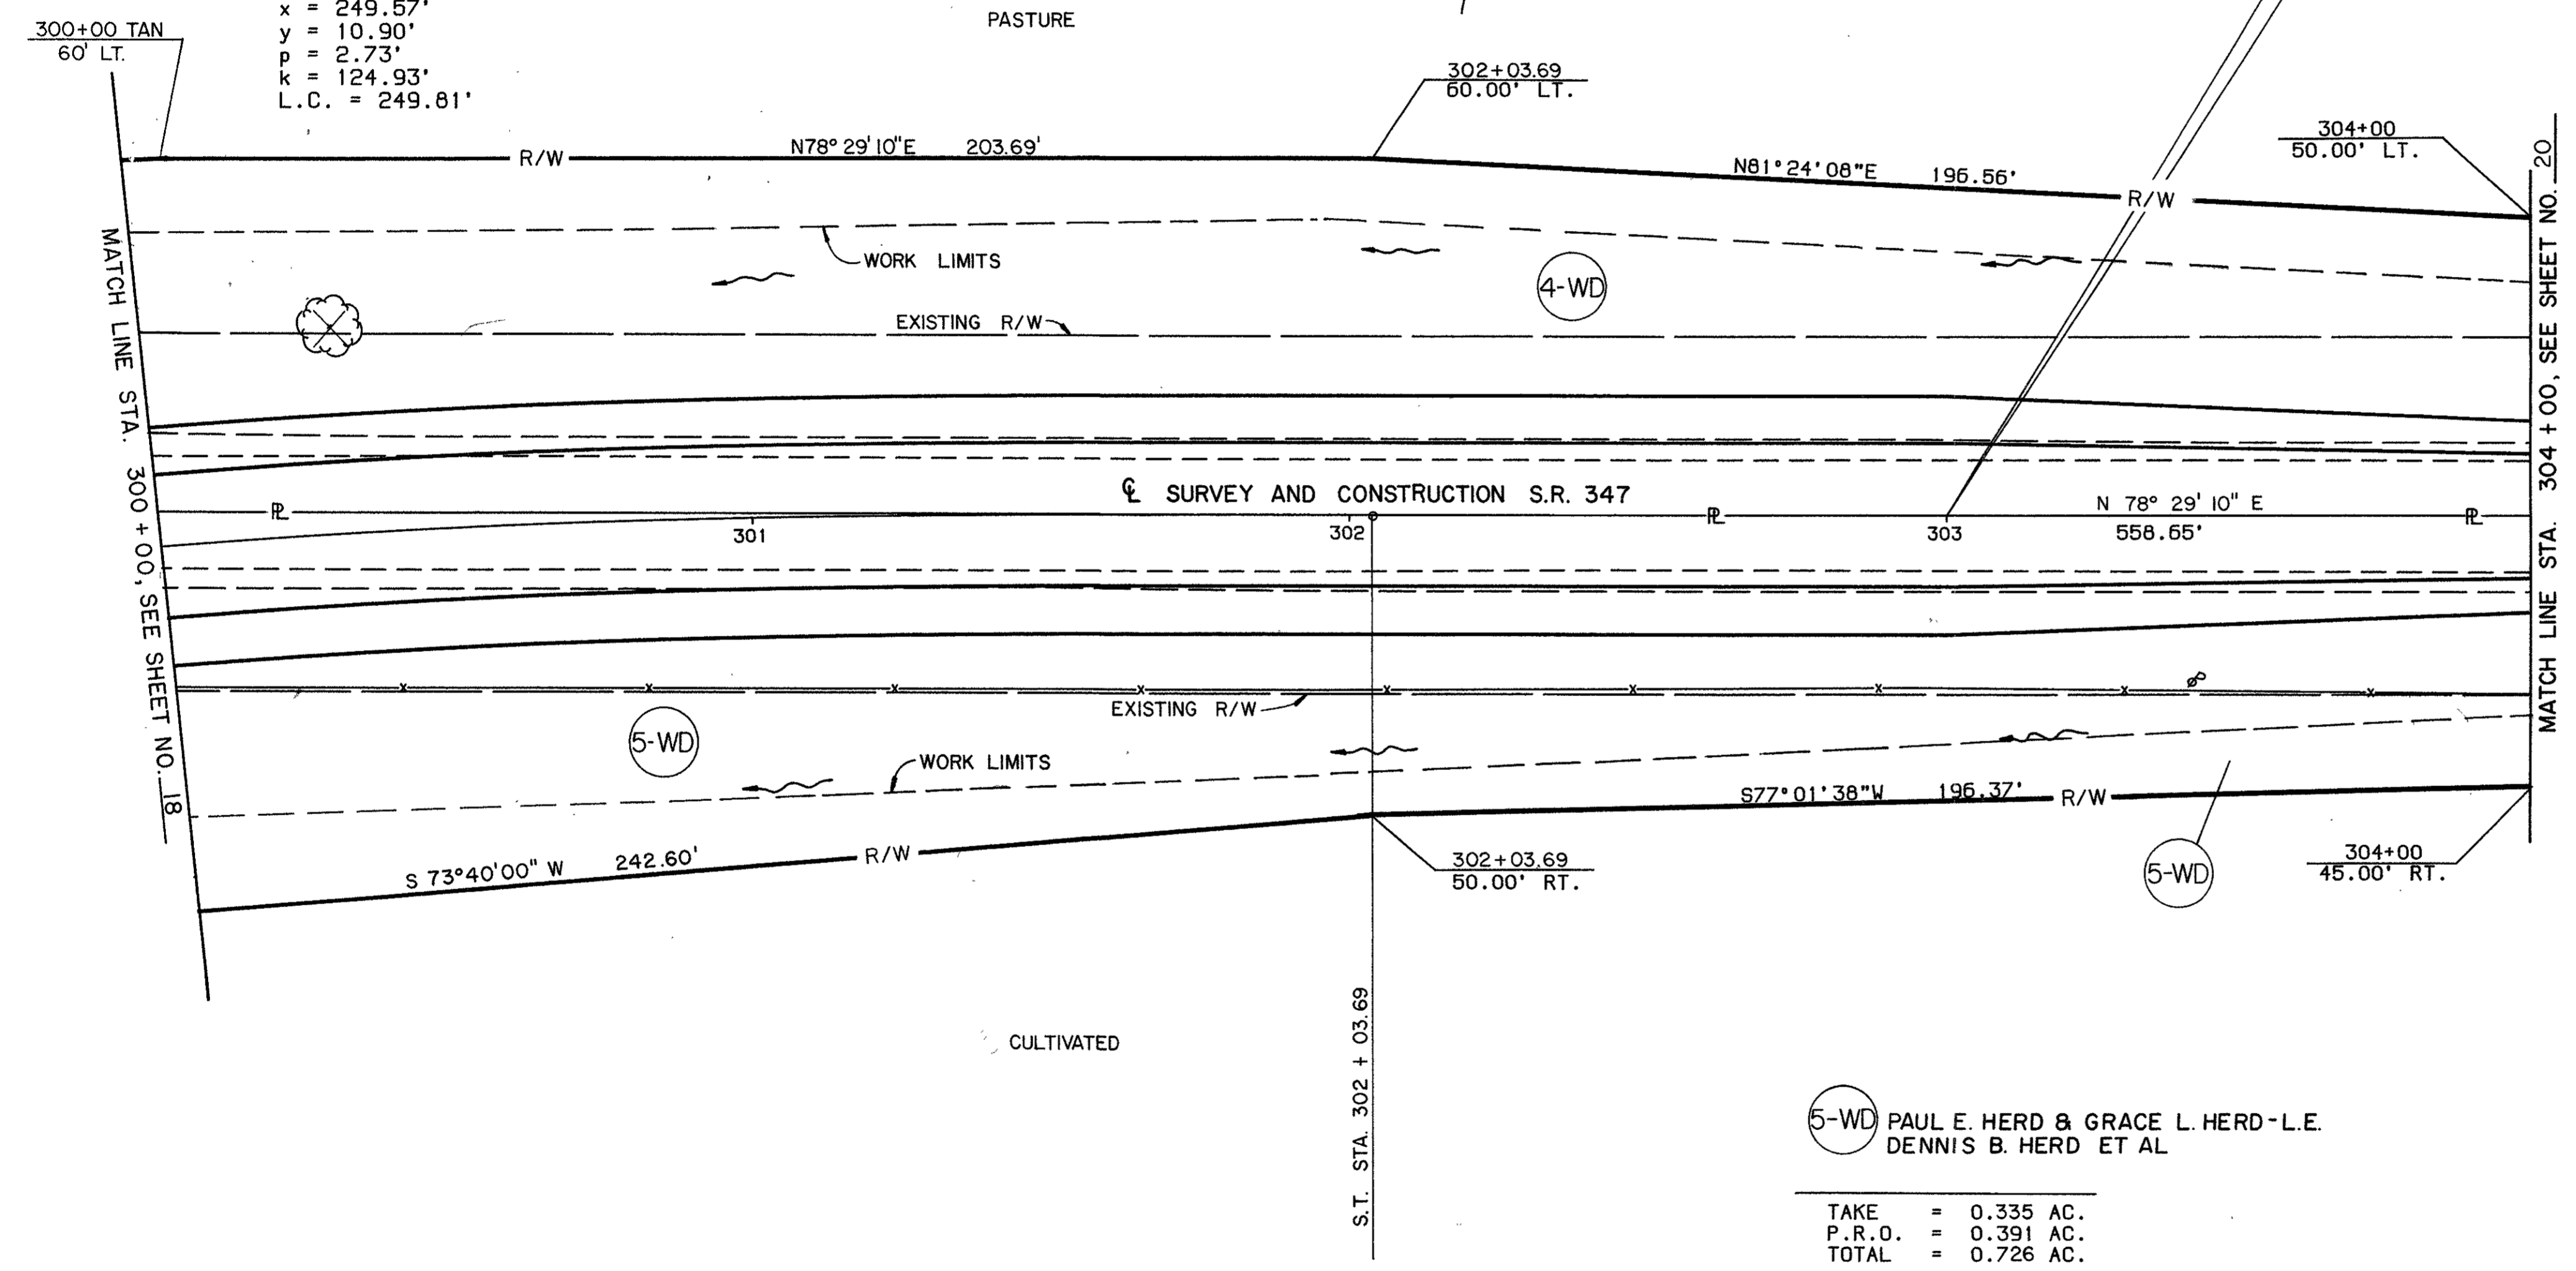 x = 249.57'
y = 10.90'
p = 2.73'
k = 124.93'
L.C. = 249.81'
PASTURE
300+00 TAN
60' LT.
302+03.69
60.00' LT.
304+00
50.00' LT.
R/W
N78° 29' 10"E 203.69'
N81° 24' 08"E 196.56'
R/W
WORK LIMITS
4-WD
EXISTING R/W
MATCH LINE STA. 300+00, SEE SHEET NO. 18
MATCH LINE STA. 304+00, SEE SHEET NO. 20
℄ SURVEY AND CONSTRUCTION S.R. 347
PL
PL
N 78° 29' 10" E
PL
301
302
303
558.65'
EXISTING R/W
5-WD
WORK LIMITS
S77° 01' 38"W 196.37'
R/W
S 73°40'00" W 242.60'
R/W
302+03.69
50.00' RT.
5-WD
304+00
45.00' RT.
S.T. STA. 302 + 03.69
CULTIVATED
5-WD PAUL E. HERD & GRACE L. HERD-L.E.
DENNIS B. HERD ET AL
TAKE = 0.335 AC.
P.R.O. = 0.391 AC.
TOTAL = 0.726 AC.